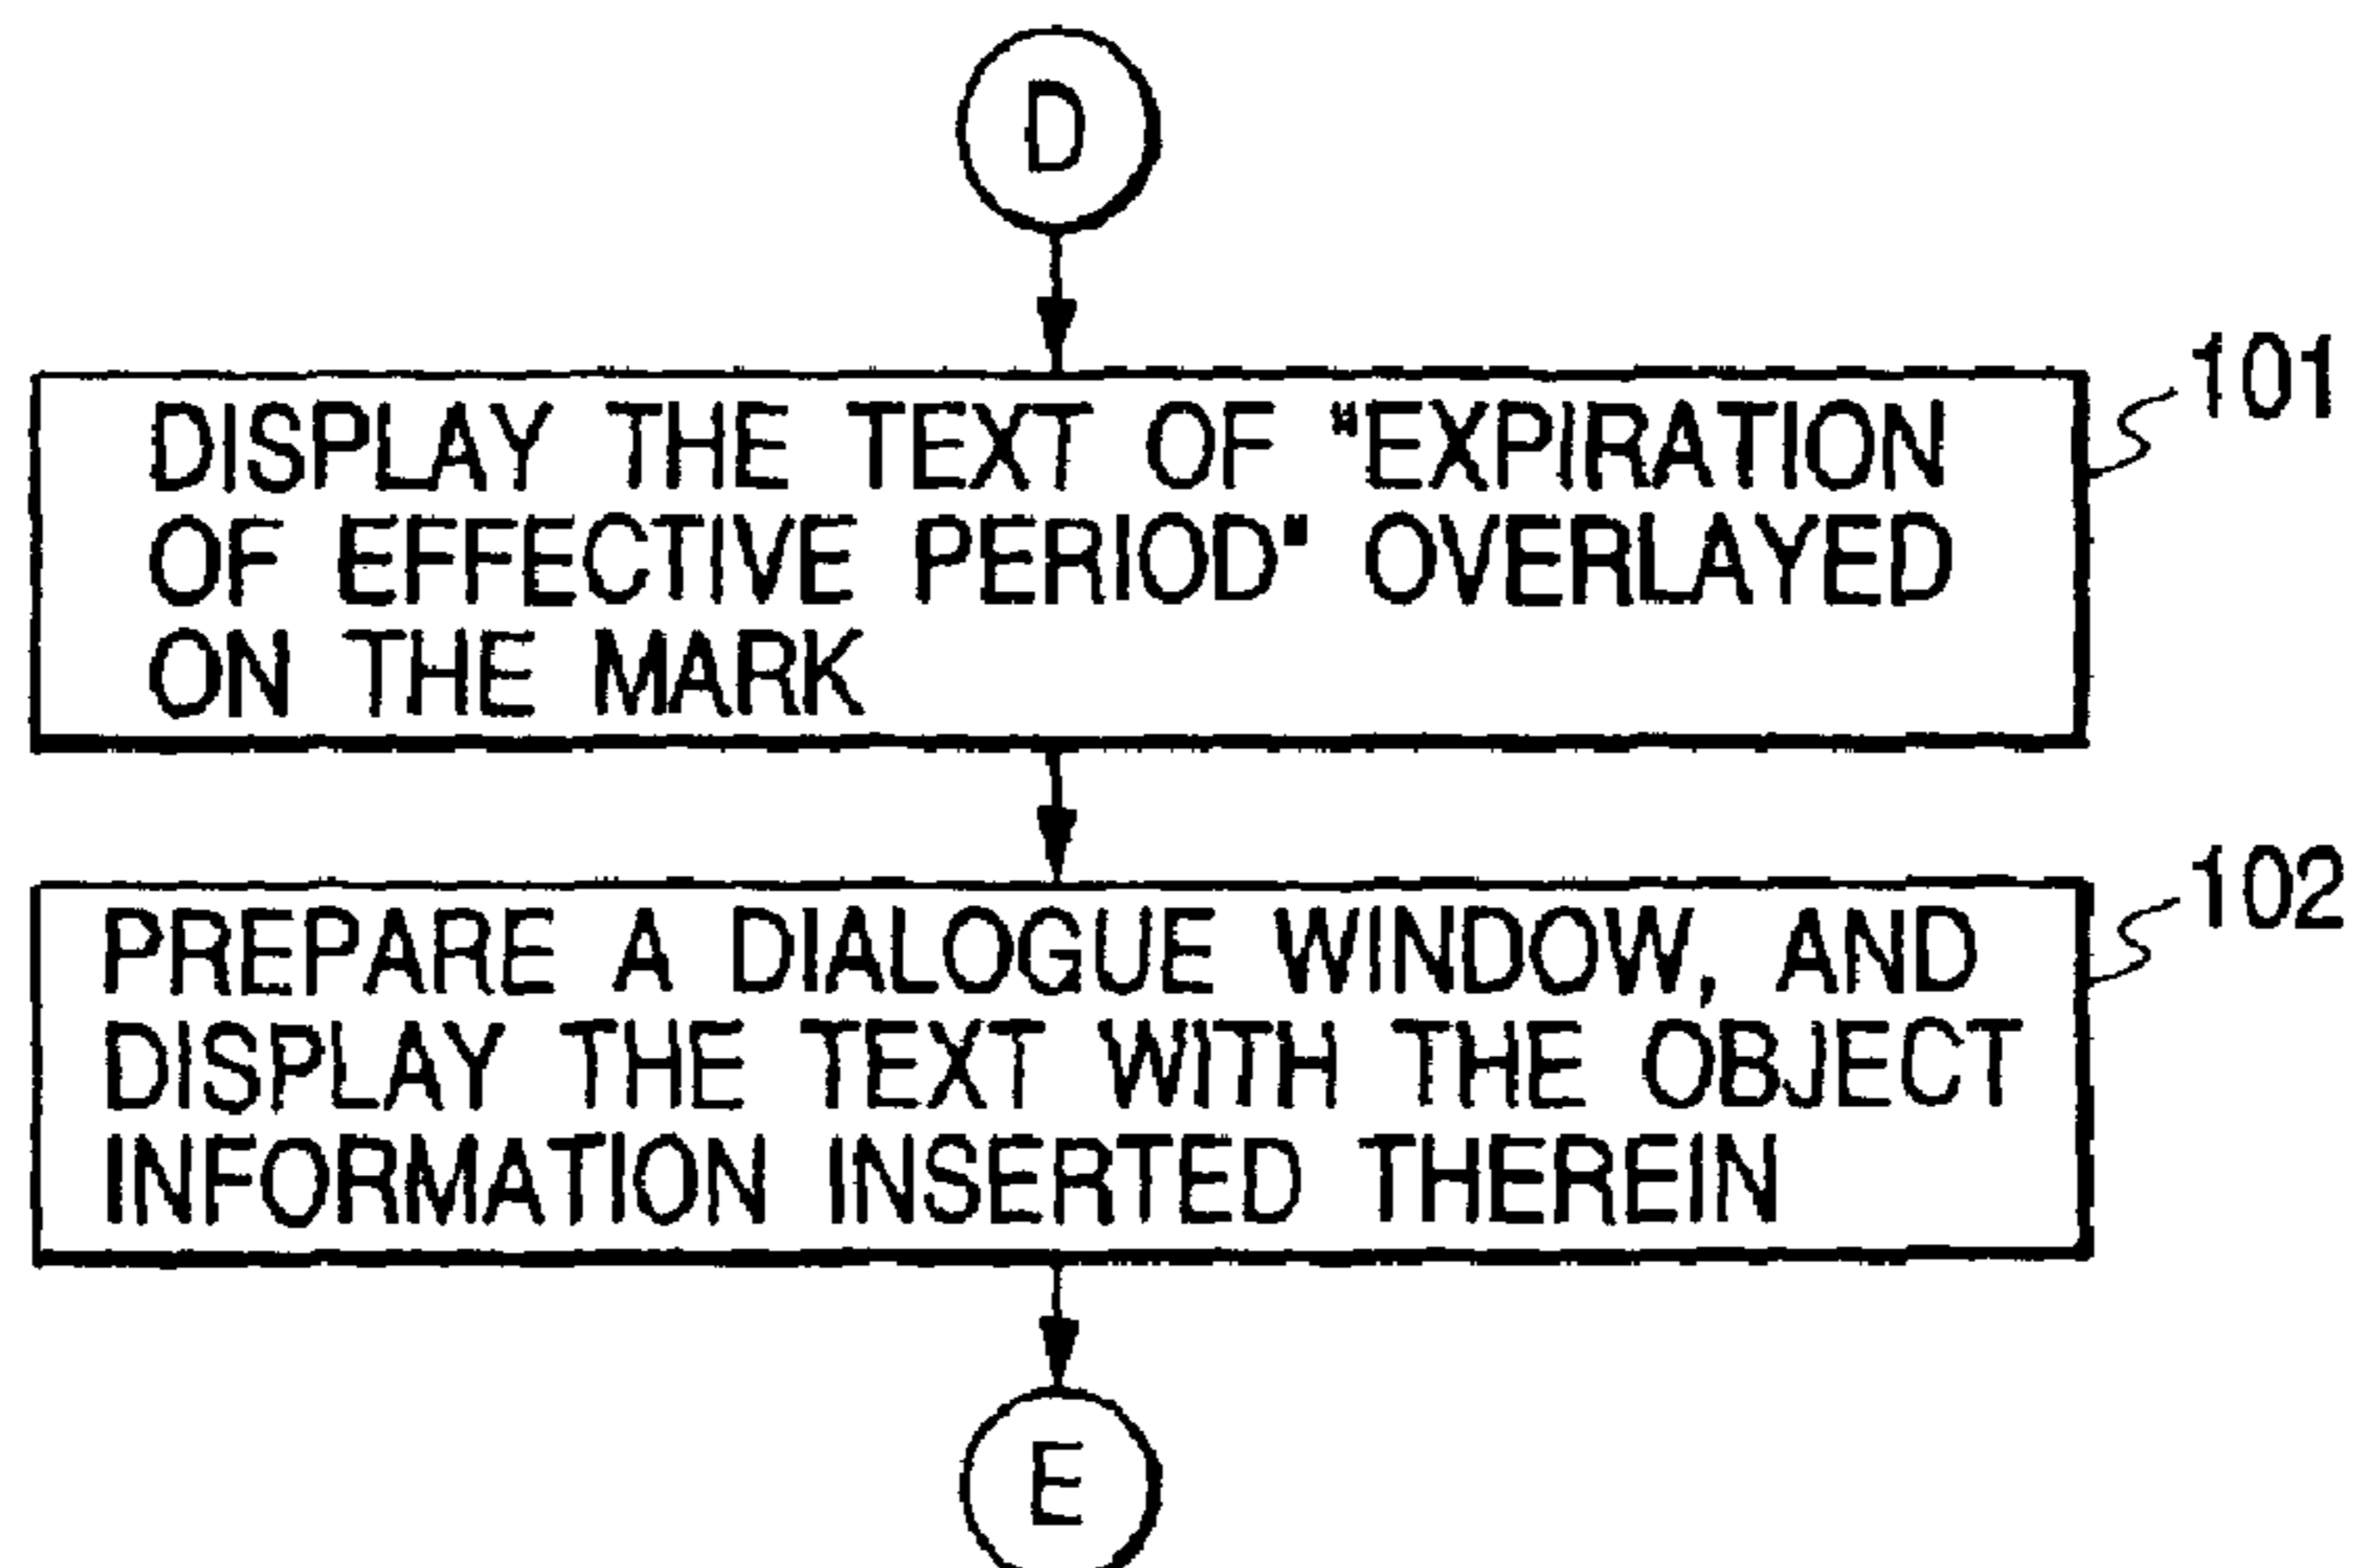 D
101
DISPLAY THE TEXT OF "EXPIRATION
OF EFFECTIVE PERIOD" OVERLAYED
ON THE MARK
102
PREPARE A DIALOGUE WINDOW, AND
DISPLAY THE TEXT WITH THE OBJECT
INFORMATION INSERTED THEREIN
E